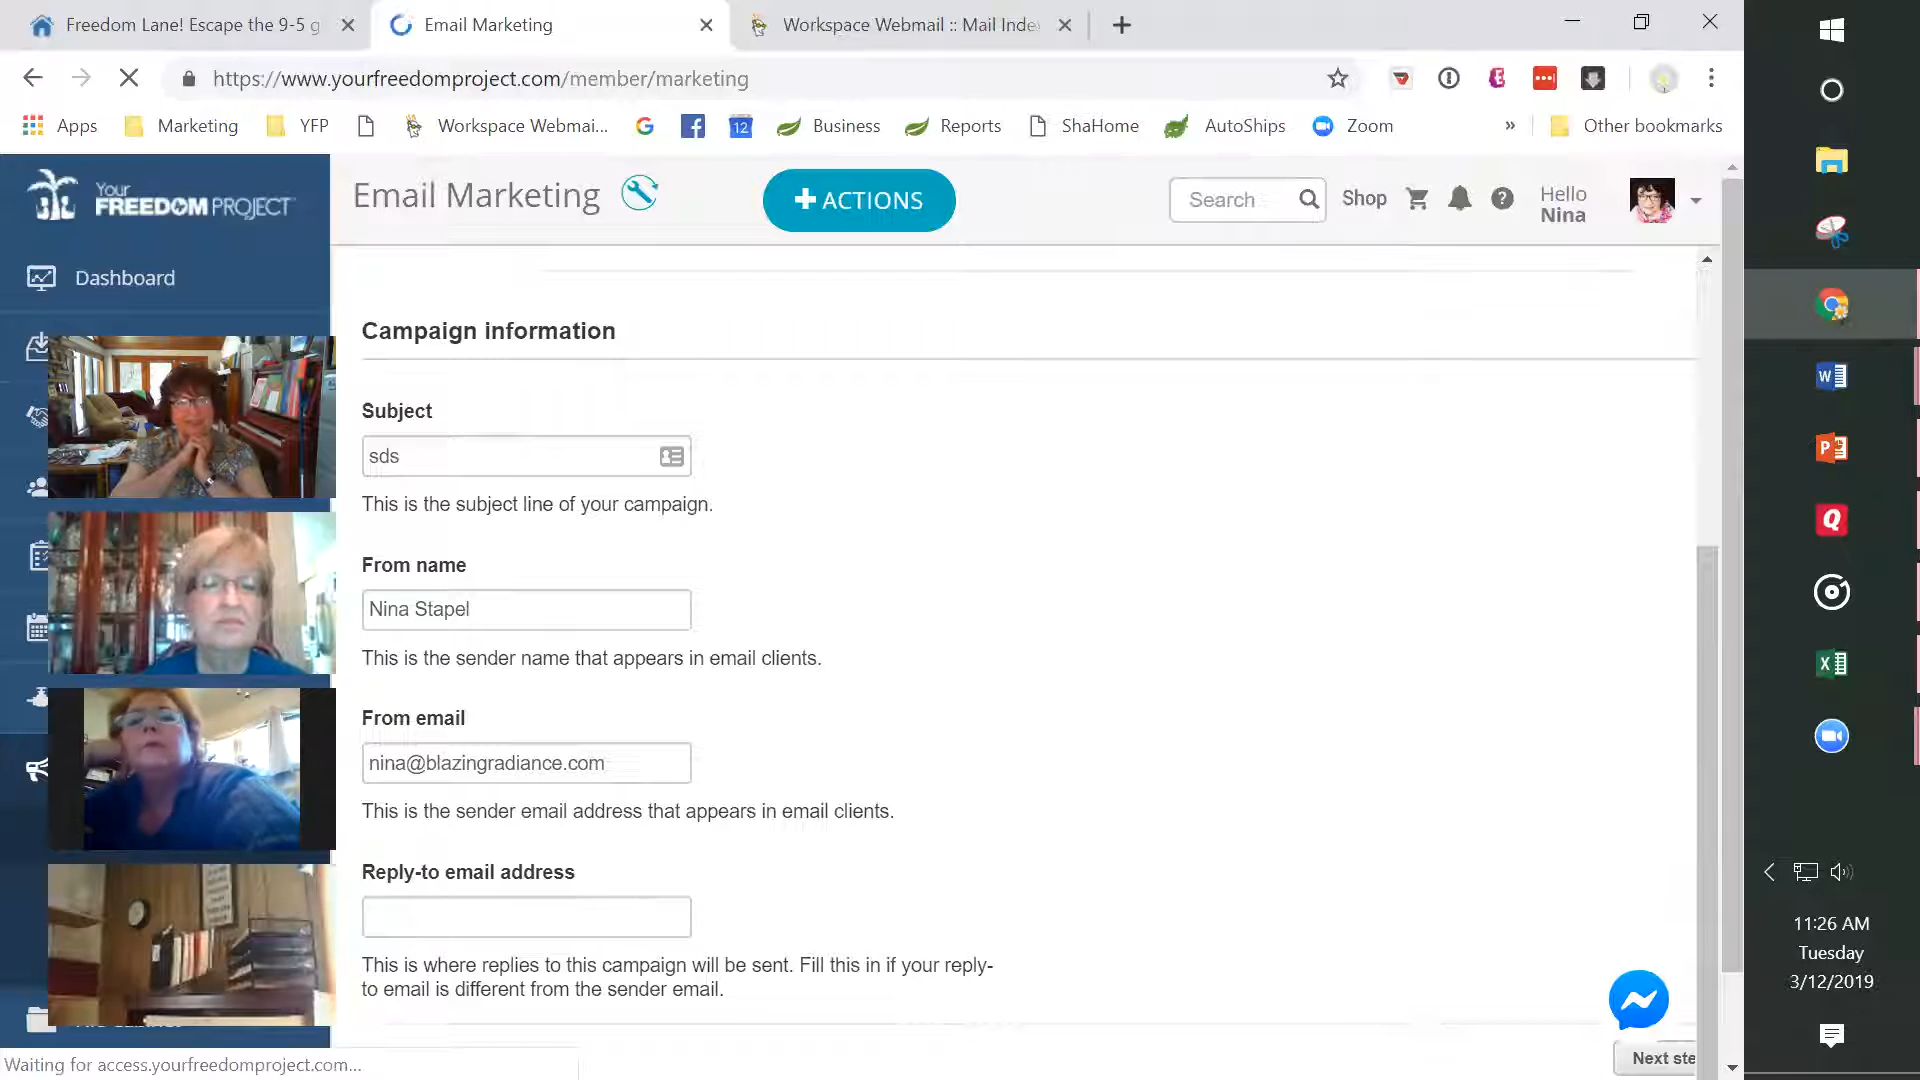 Freedom Lane! Escape the 9-5 g
Email Marketing
Workspace Webmail :: Mail Inde
https://www.yourfreedomproject.com/member/marketing
Apps
Marketing
YFP
Workspace Webmai...
12
Business
Reports
ShaHome
AutoShips
Zoom
»
Other bookmarks
Your
FREEDOM PROJECT
Email Marketing
+ ACTIONS
Search
Shop
Hello
Nina
Dashboard
Campaign information
Subject
sds
This is the subject line of your campaign.
From name
Nina Stapel
This is the sender name that appears in email clients.
From email
nina@blazingradiance.com
This is the sender email address that appears in email clients.
Reply-to email address
This is where replies to this campaign will be sent. Fill this in if your reply-
to email is different from the sender email.
Next ste
Waiting for access.yourfreedomproject.com...
11:26 AM
Tuesday
3/12/2019